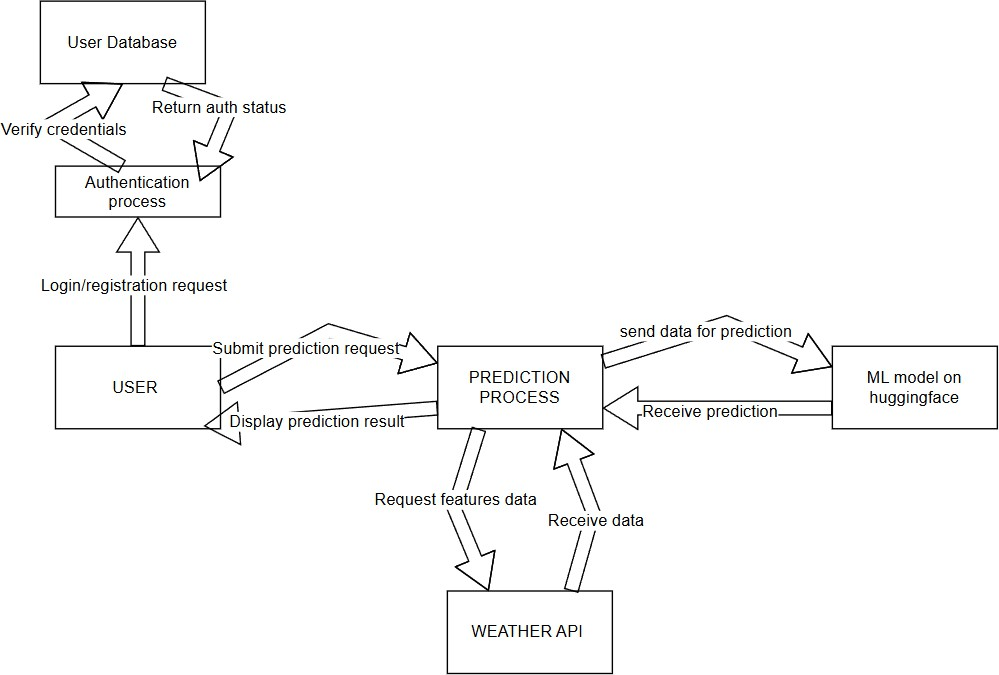 User Database
Return auth status
Verify credentials
Authentication
process
Login/registration request
send data for prediction
Submit prediction request
USER
PREDICTION
PROCESS
ML model on
huggingface
Display prediction result
Receive prediction
Request features data
Receive data
WEATHER API